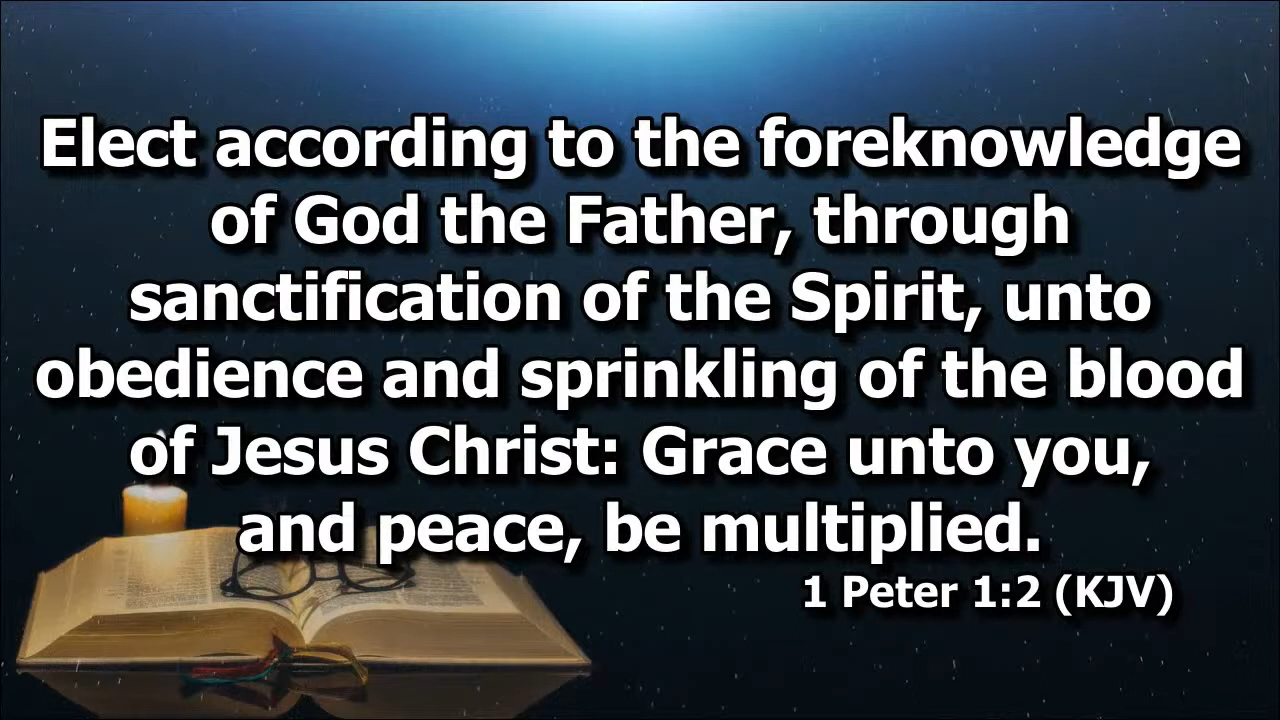 Elect according to the foreknowledge
of God the Father, through
sanctification of the Spirit, unto
obedience and sprinkling of the blood
of Jesus Christ: Grace unto you,
and peace, be multiplied.
1 Peter 1:2 (KJV)